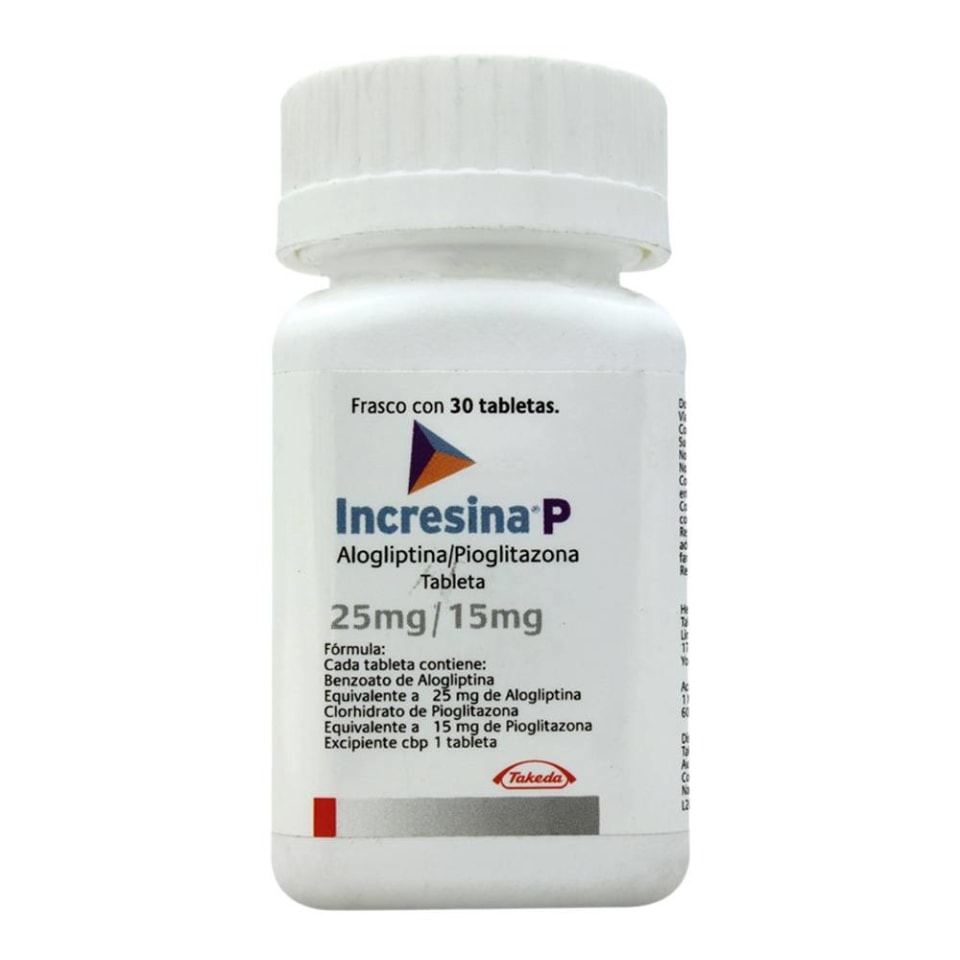 Frasco con 30 tabletas.
Incresina® P
Alogliptina/Pioglitazona
Tableta
25mg/15mg
Fórmula:
Cada tableta contiene:
Benzoato de Alogliptina
Equivalente a 25 mg de Alogliptina
Clorhidrato de Pioglitazona
Equivalente a 15 mg de Pioglitazona
Excipiente cbp 1 tableta
Takeda